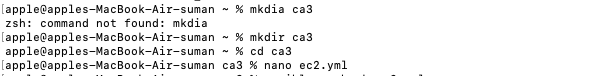 [apple@apples-MacBook-Air-suman ~ % mkdia ca3
zsh: command not found: mkdia
[apple@apples-MacBook-Air-suman ~ % mkdir ca3
apple@apples-MacBook-Air-suman ~ % cd ca3
[apple@apples-MacBook-Air-suman ca3 % nano ec2.yml